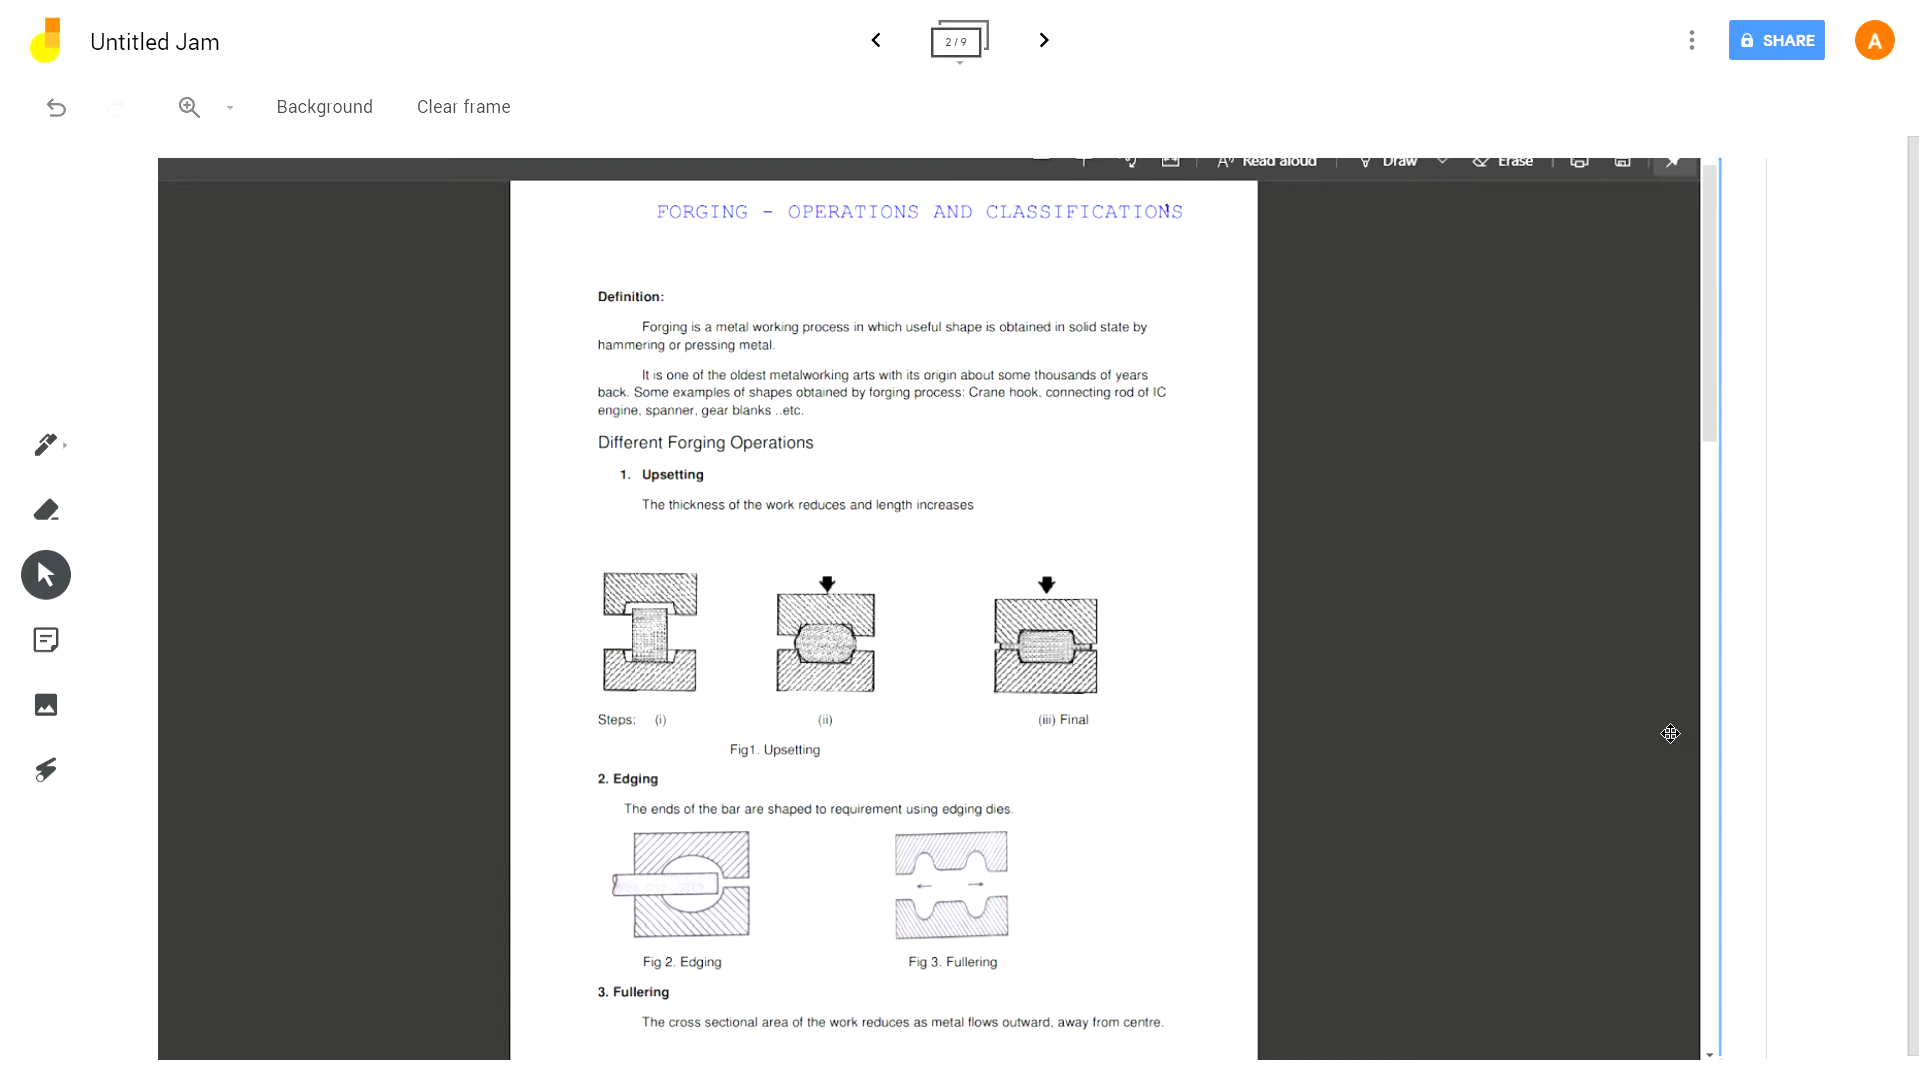 Untitled Jam
2 / 9
SHARE
A
Background
Clear frame
Read aloud
Draw
Erase
FORGING - OPERATIONS AND CLASSIFICATIONS
Definition:
Forging is a metal working process in which useful shape is obtained in solid state by
hammering or pressing metal.
It is one of the oldest metalworking arts with its origin about some thousands of years
back. Some examples of shapes obtained by forging process: Crane hook, connecting rod of IC
engine, spanner, gear blanks ..etc.
Different Forging Operations
1. Upsetting
The thickness of the work reduces and length increases
Steps: (i) (ii) (iii) Final
Fig1. Upsetting
2. Edging
The ends of the bar are shaped to requirement using edging dies.
Fig 2. Edging Fig 3. Fullering
3. Fullering
The cross sectional area of the work reduces as metal flows outward, away from centre.